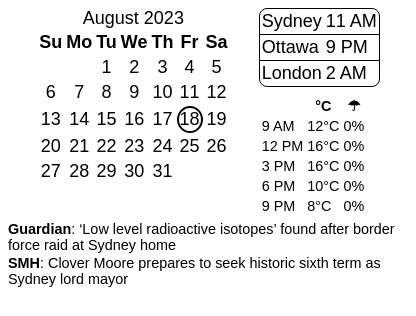 August 2023
Su Mo Tu We Th Fr Sa
1 2 3 4 5
6 7 8 9 10 11 12
13 14 15 16 17 18 19
20 21 22 23 24 25 26
27 28 29 30 31
Sydney 11 AM
Ottawa 9 PM
London 2 AM
°C ☂
9 AM 12°C 0%
12 PM 16°C 0%
3 PM 16°C 0%
6 PM 10°C 0%
9 PM 8°C 0%
Guardian: ‘Low level radioactive isotopes’ found after border
force raid at Sydney home
SMH: Clover Moore prepares to seek historic sixth term as
Sydney lord mayor